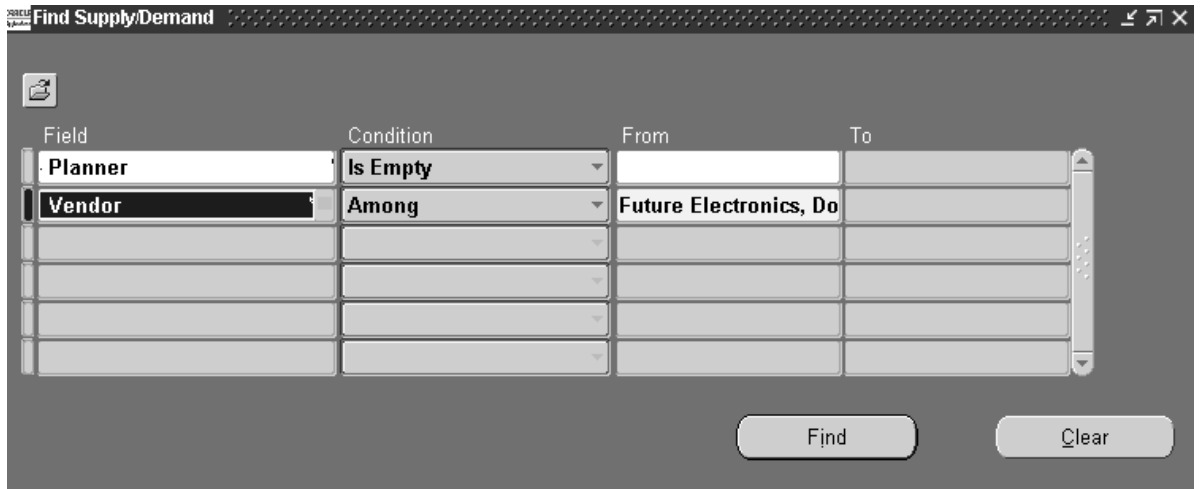 Find Supply/Demand
Field Condition From To
Planner Is Empty
Vendor Among Future Electronics, Do
Find Clear